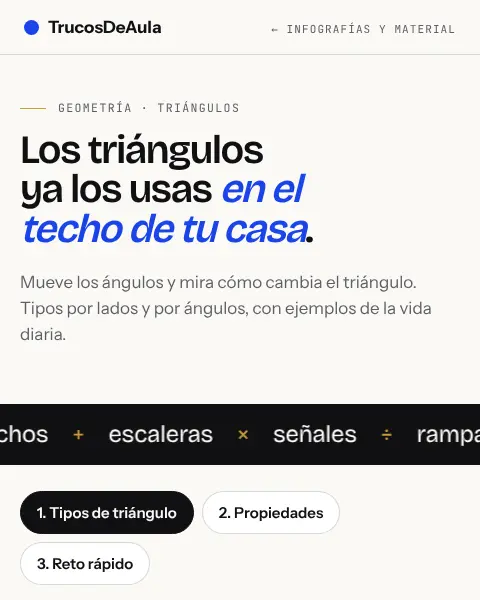 TrucosDeAula
← INFOGRAFÍAS Y MATERIAL
GEOMETRÍA · TRIÁNGULOS
Los triángulos
ya los usas en el
techo de tu casa.
Mueve los ángulos y mira cómo cambia el triángulo.
Tipos por lados y por ángulos, con ejemplos de la vida
diaria.
chos + escaleras × señales ÷ rampa
1. Tipos de triángulo
2. Propiedades
3. Reto rápido